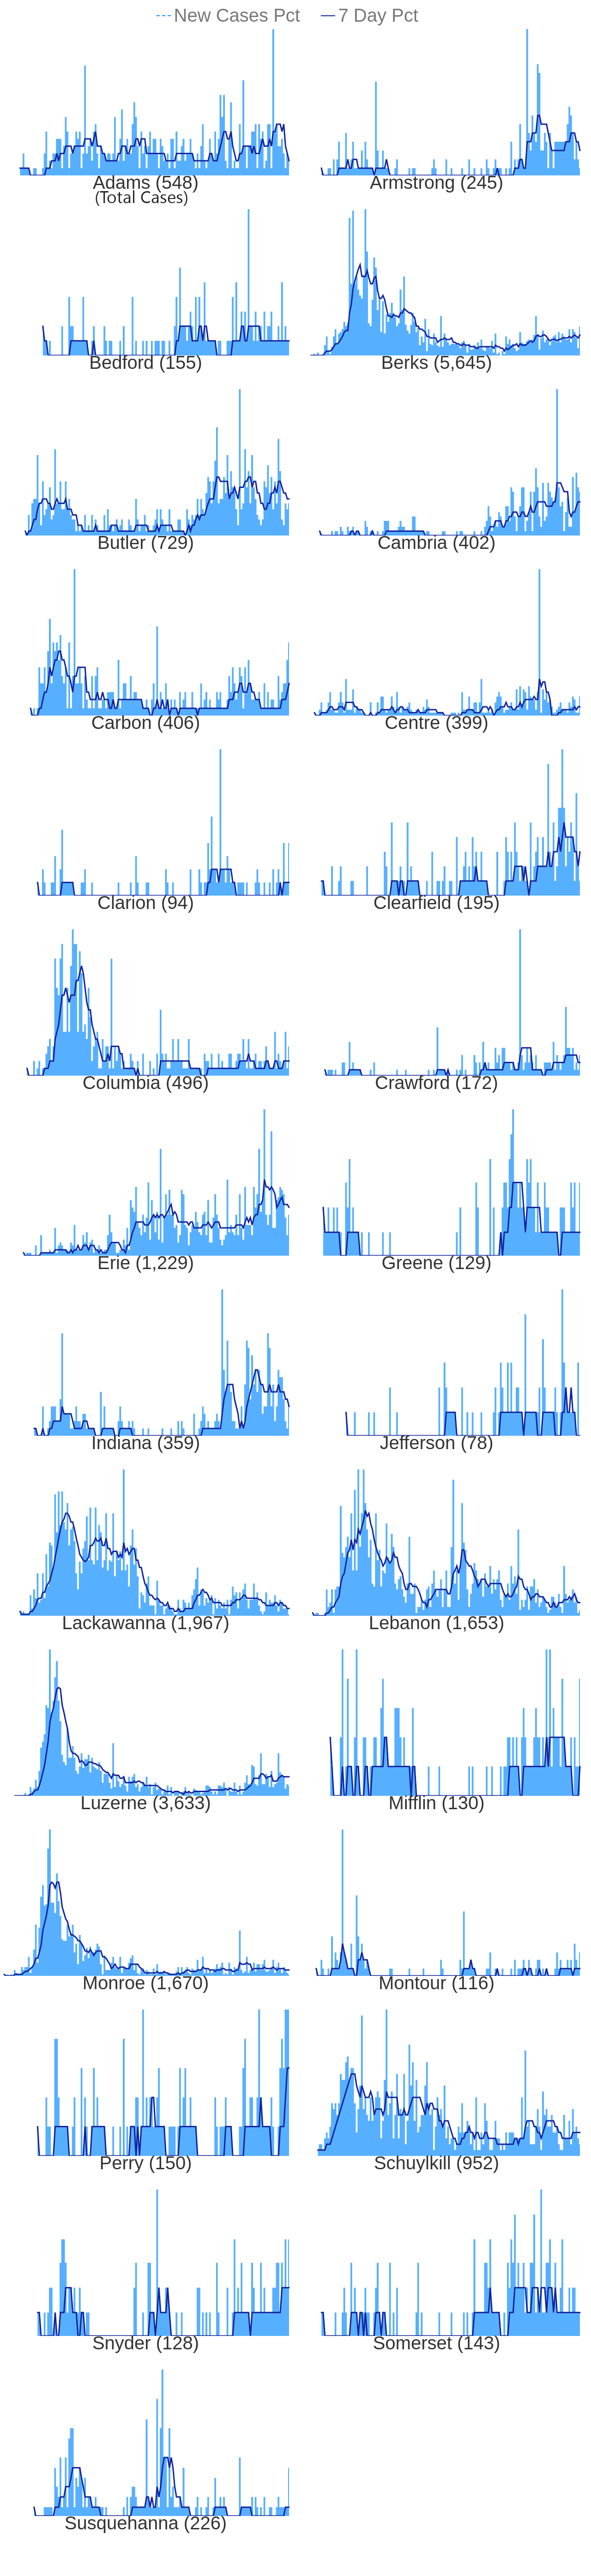 New Cases Pct 7 Day Pct
Adams (548) Armstrong (245)
(Total Cases)
Bedford (155) Berks (5,645)
Butler (729) Cambria (402)
Carbon (406) Centre (399)
Clarion (94) Clearfield (195)
Columbia (496) Crawford (172)
Erie (1,229) Greene (129)
Indiana (359) Jefferson (78)
Lackawanna (1,967) Lebanon (1,653)
Luzerne (3,633) Mifflin (130)
Monroe (1,670) Montour (116)
Perry (150) Schuylkill (952)
Snyder (128) Somerset (143)
Susquehanna (226)